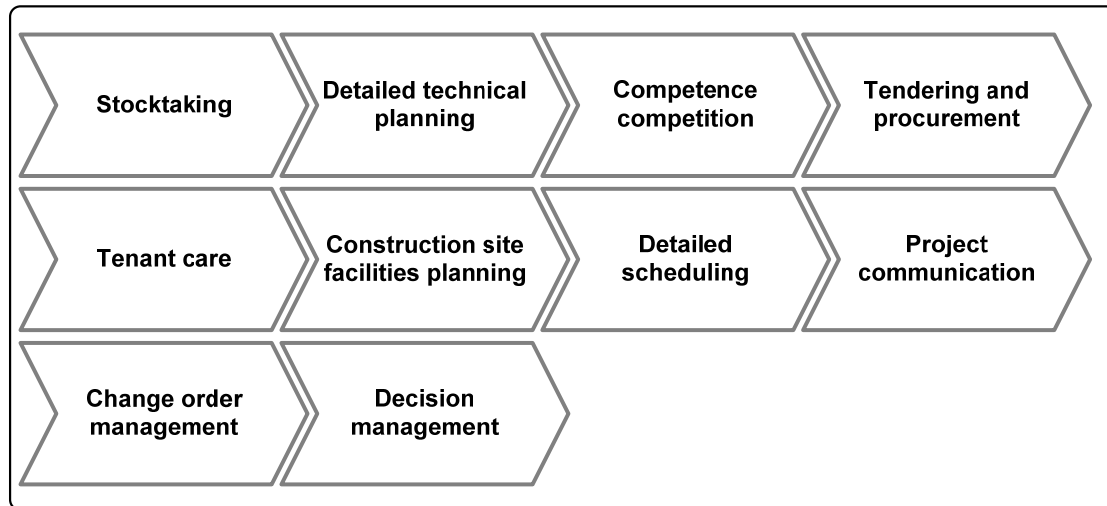 Stocktaking
Detailed technical
planning
Competence
competition
Tendering and
procurement
Tenant care
Construction site
facilities planning
Detailed
scheduling
Project
communication
Change order
management
Decision
management